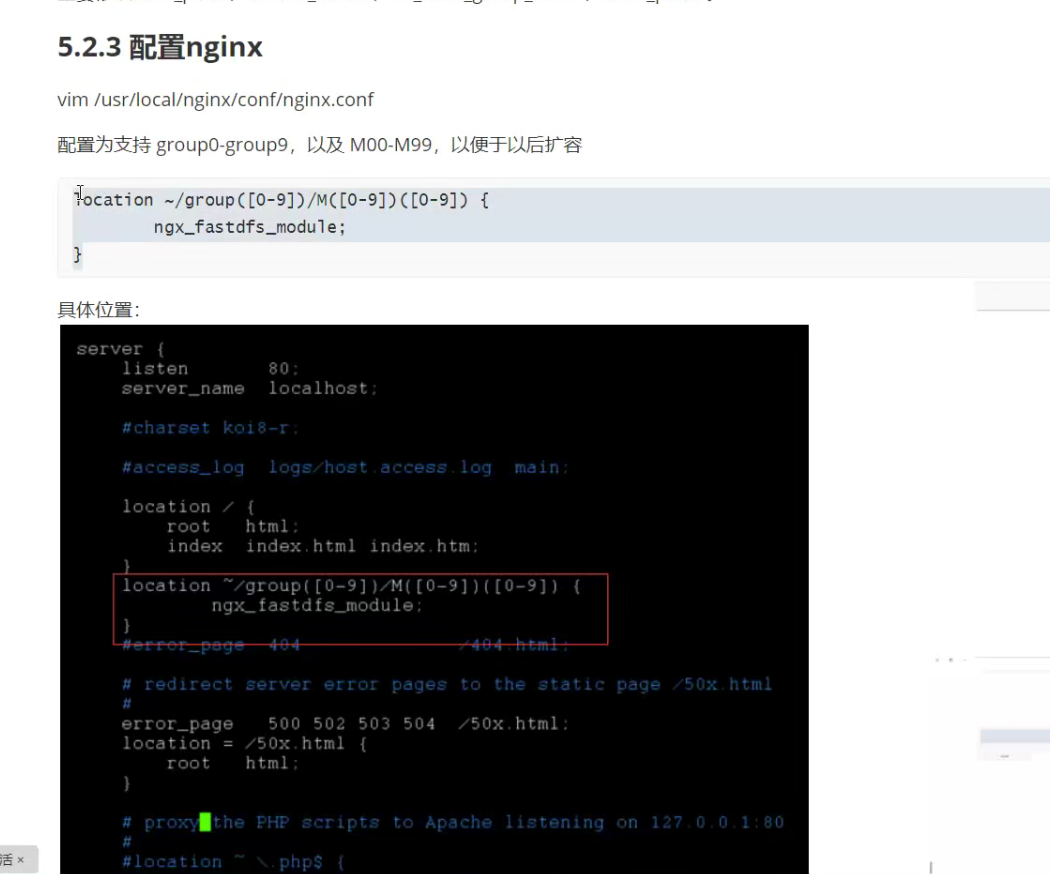 5.2.3 配置nginx
vim /usr/local/nginx/conf/nginx.conf
配置为支持 group0-group9，以及 M00-M99，以便于以后扩容
location ~/group([0-9])/M([0-9])([0-9]) {
ngx_fastdfs_module;
}
具体位置：
server {
listen 80;
server_name localhost;
#charset koi8-r;
#access_log logs/host.access.log main;
location / {
root html;
index index.html index.htm;
}
location ~/group([0-9])/M([0-9])([0-9]) {
ngx_fastdfs_module;
}
#error_page 404 /404.html;
# redirect server error pages to the static page /50x.html
#
error_page 500 502 503 504 /50x.html;
location = /50x.html {
root html;
}
# proxy the PHP scripts to Apache listening on 127.0.0.1:80
#
#location ~ \.php$ {
活 ×